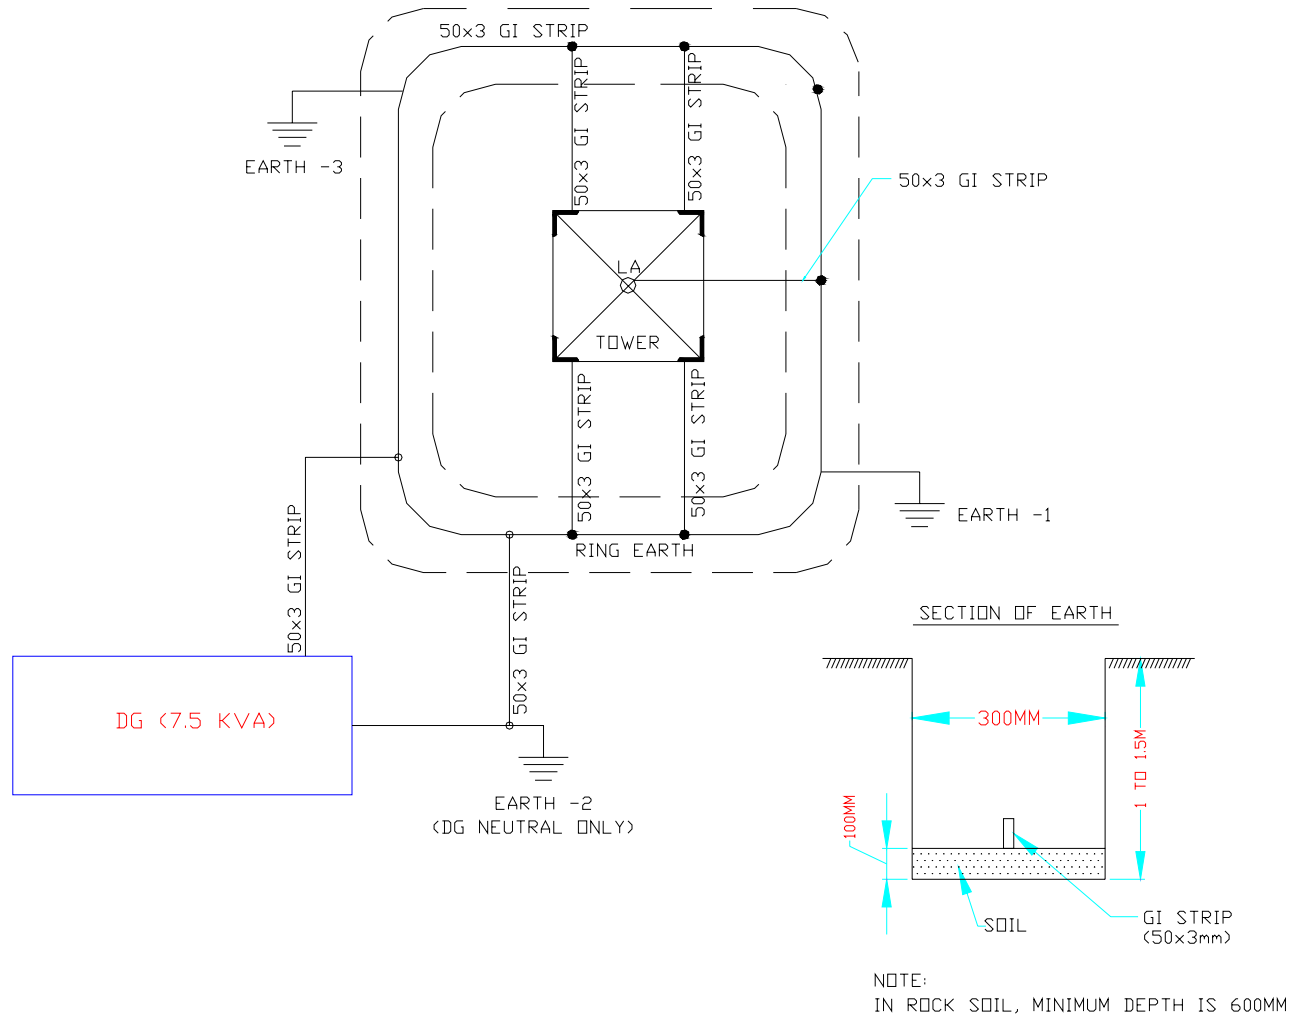 50x3 GI STRIP
50x3 GI STRIP
50x3 GI STRIP
EARTH -3
50x3 GI STRIP
LA
TOWER
50x3 GI STRIP
50x3 GI STRIP
EARTH -1
RING EARTH
50x3 GI STRIP
50x3 GI STRIP
SECTION OF EARTH
DG (7.5 KVA)
300MM
1 TO 1.5M
EARTH -2
(DG NEUTRAL ONLY)
100MM
SOIL
GI STRIP
(50x3mm)
NOTE:
IN ROCK SOIL, MINIMUM DEPTH IS 600MM